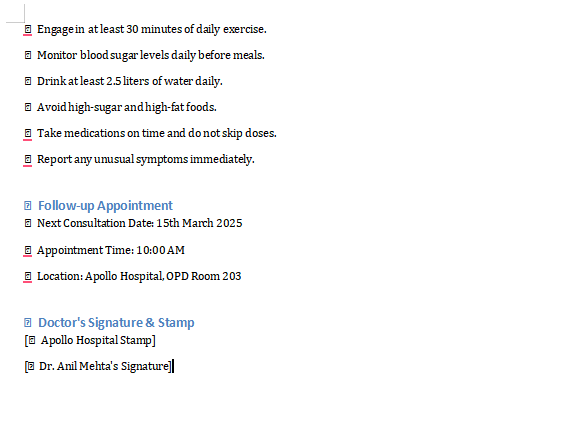 Engage in at least 30 minutes of daily exercise.
Monitor blood sugar levels daily before meals.
Drink at least 2.5 liters of water daily.
Avoid high-sugar and high-fat foods.
Take medications on time and do not skip doses.
Report any unusual symptoms immediately.
Follow-up Appointment
Next Consultation Date: 15th March 2025
Appointment Time: 10:00 AM
Location: Apollo Hospital, OPD Room 203
Doctor's Signature & Stamp
[ Apollo Hospital Stamp]
[ Dr. Anil Mehta's Signature]